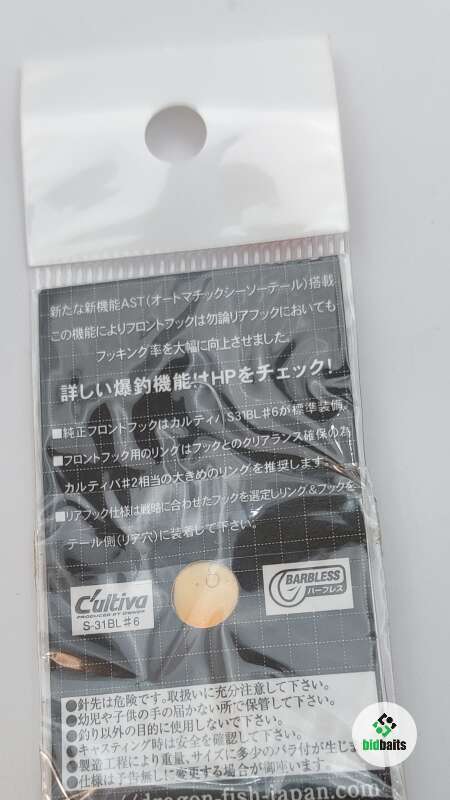 新たな新機能AST(オートマチックシーソーテール)搭載
この機能によりフロントフックは勿論リアフックにおいても
フッキング率を大幅に向上させました。
詳しい爆釣機能はHPをチェック!
■純正フロントフックはカルティバS31BL♯6が標準装備。
■フロントフック用のリングはフックとのクリアランス確保の為
カルティバ♯2相当の大きめのリングを推奨します。
■リアフック仕様は戦略に合わせたフックを選定しリング&フックを
テール側(リア穴)に装着して下さい。
C'ultiva
PRODUCED BY OWNER
S-31BL♯6
BARBLESS
バーブレス
●針先は危険です。取扱いに充分注意して下さい。
●幼児や子供の手の届かない所で保管して下さい。
●釣り以外の目的に使用しないで下さい。
●キャスティング時は安全を確認して下さい。
●製造工程により重量、サイズに多少のバラ付が生じま
●仕様は予告無しに変更する場合が御座います。
dragon-fish-japan.com/
bidbaits